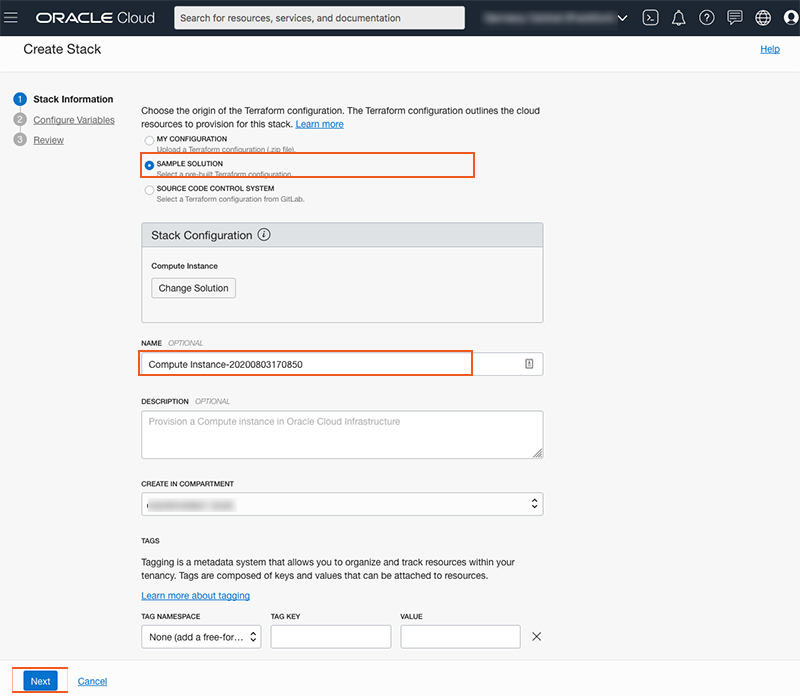 ORACLE Cloud
Search for resources, services, and documentation
Create Stack
Help
1 Stack Information
2 Configure Variables
3 Review
Choose the origin of the Terraform configuration. The Terraform configuration outlines the cloud
resources to provision for this stack. Learn more
MY CONFIGURATION
Upload a Terraform configuration (.zip file).
SAMPLE SOLUTION
Select a pre-built Terraform configuration.
SOURCE CODE CONTROL SYSTEM
Select a Terraform configuration from GitLab.
Stack Configuration
Compute Instance
Change Solution
NAME OPTIONAL
Compute Instance-20200803170850
DESCRIPTION OPTIONAL
Provision a Compute instance in Oracle Cloud Infrastructure
CREATE IN COMPARTMENT
TAGS
Tagging is a metadata system that allows you to organize and track resources within your
tenancy. Tags are composed of keys and values that can be attached to resources.
Learn more about tagging
TAG NAMESPACE TAG KEY VALUE
None (add a free-for...
Next Cancel